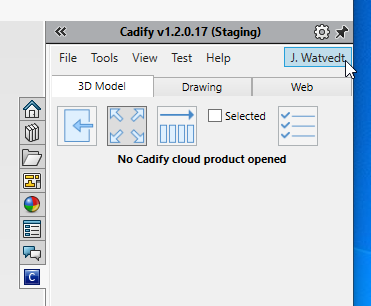 Cadify v1.2.0.17 (Staging)
File Tools View Test Help J. Watvedt
3D Model Drawing Web
Selected
No Cadify cloud product opened
C